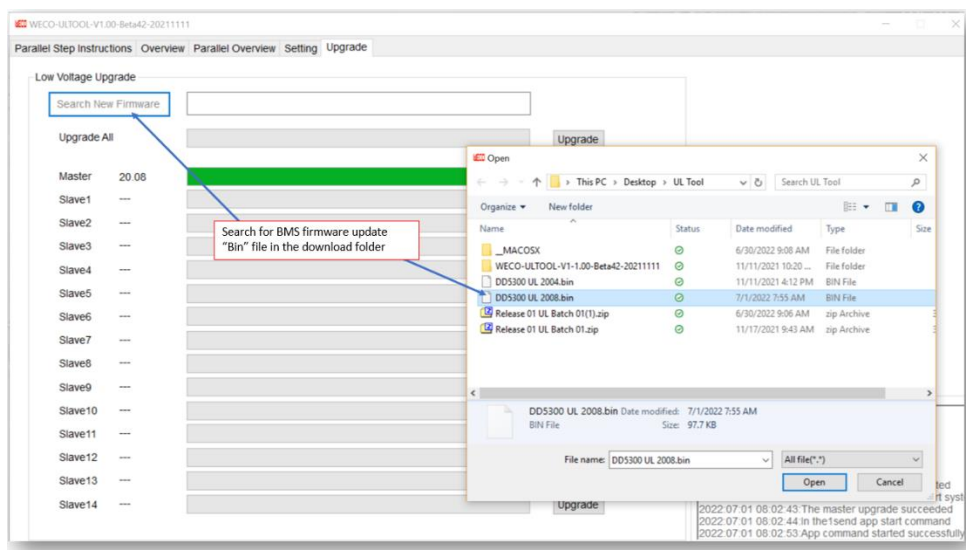 WECO-ULTOOL-V1.00-Beta42-20211111
Parallel Step Instructions Overview Parallel Overview Setting Upgrade
Low Voltage Upgrade
Search New Firmware
Upgrade All Upgrade
Master 20.08
Slave1 ---
Slave2 ---
Slave3 ---
Slave4 ---
Slave5 ---
Slave6 ---
Slave7 ---
Slave8 ---
Slave9 ---
Slave10 ---
Slave11 ---
Slave12 ---
Slave13 ---
Slave14 --- Upgrade
Search for BMS firmware update
“Bin” file in the download folder
Open
This PC > Desktop > UL Tool Search UL Tool
Organize New folder
Name Status Date modified Type Size
__MACOSX 6/30/2022 9:08 AM File folder
WECO-ULTOOL-V1-1.00-Beta42-20211111 11/11/2021 10:20 ... File folder
DD5300 UL 2004.bin 11/11/2021 4:12 PM BIN File
DD5300 UL 2008.bin 7/1/2022 7:55 AM BIN File
Release 01 UL Batch 01(1).zip 6/30/2022 9:06 AM zip Archive
Release 01 UL Batch 01.zip 11/17/2021 9:43 AM zip Archive
DD5300 UL 2008.bin Date modified: 7/1/2022 7:55 AM
BIN File Size: 97.7 KB
File name: DD5300 UL 2008.bin All file(*.*)
Open Cancel
2022:07:01 08:02:43:The master upgrade succeeded
2022:07:01 08:02:44:In the1send app start command
2022:07:01 08:02:53:App command started successfully